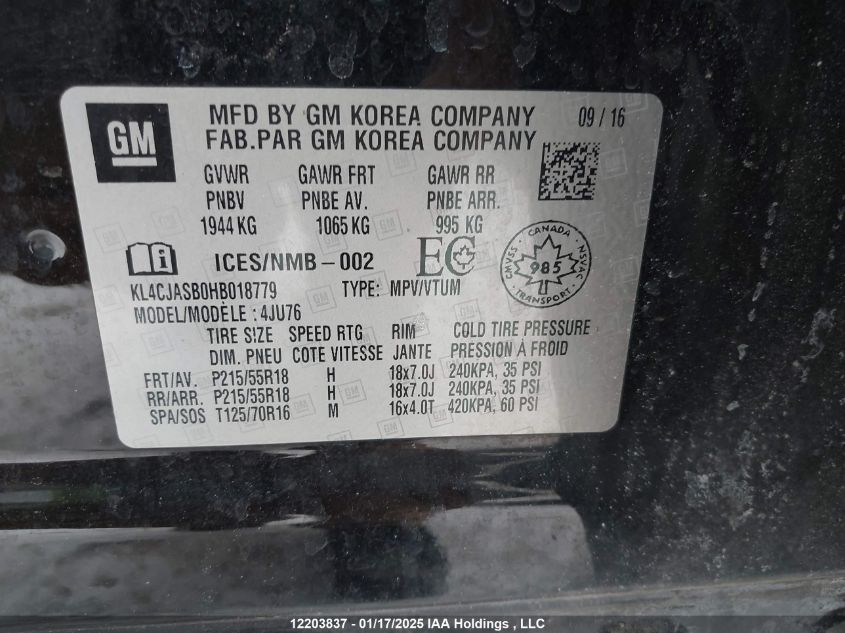 GM
MFD BY GM KOREA COMPANY 09 / 16
FAB.PAR GM KOREA COMPANY
GVWR GAWR FRT GAWR RR
PNBV PNBE AV. PNBE ARR.
1944 KG 1065 KG 995 KG
ICES/NMB-002 EC
CANADA
CMVSS 985 NSVAC
TRANSPORT
KL4CJASB0HB018779 TYPE: MPV/VTUM
MODEL/MODÈLE : 4JU76
TIRE SIZE SPEED RTG RIM COLD TIRE PRESSURE
DIM. PNEU COTE VITESSE JANTE PRESSION À FROID
FRT/AV. P215/55R18 H 18x7.0J 240KPA, 35 PSI
RR/ARR. P215/55R18 H 18x7.0J 240KPA, 35 PSI
SPA/SOS T125/70R16 M 16x4.0T 420KPA, 60 PSI
12203837 - 01/17/2025 IAA Holdings , LLC